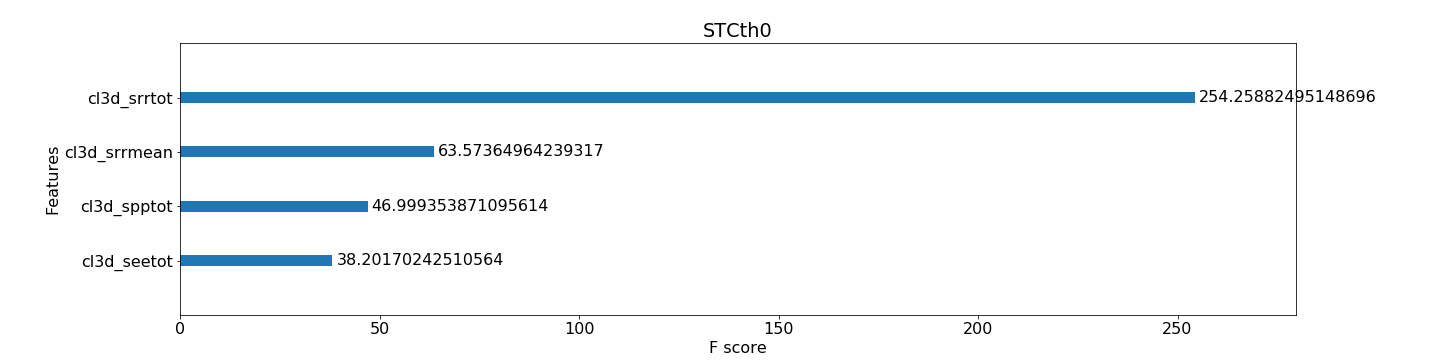 STCth0
Features
cl3d_srrtot
254.25882495148696
cl3d_srrmean
63.57364964239317
cl3d_spptot
46.999353871095614
cl3d_seetot
38.20170242510564
0 50 100 150 200 250
F score